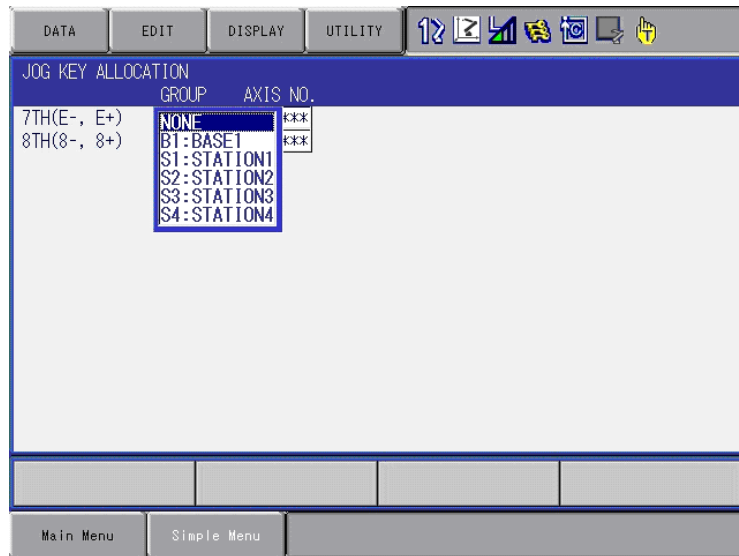 DATA EDIT DISPLAY UTILITY
JOG KEY ALLOCATION
GROUP AXIS NO.
7TH(E-, E+) NONE ***
8TH(8-, 8+) B1:BASE1 ***
S1:STATION1
S2:STATION2
S3:STATION3
S4:STATION4
Main Menu Simple Menu